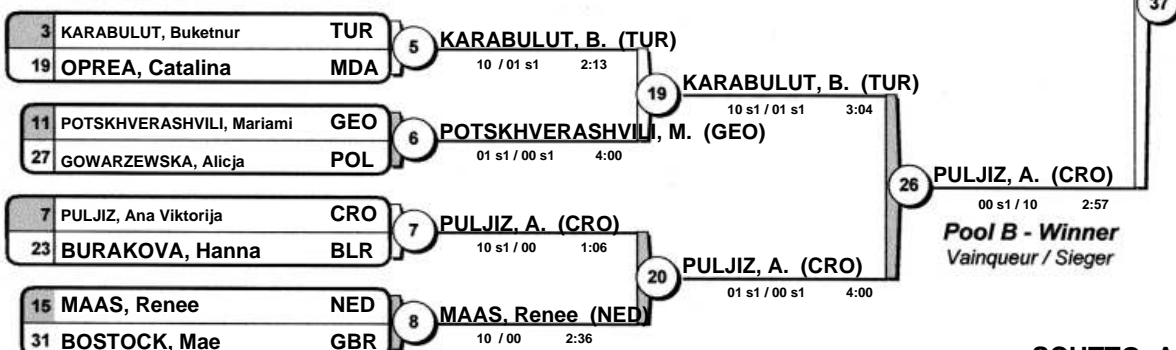 37
3 KARABULUT, Buketnur TUR
19 OPREA, Catalina MDA
5
KARABULUT, B. (TUR)
10 / 01 s1 2:13
11 POTSKHVERASHVILI, Mariami GEO
27 GOWARZEWSKA, Alicja POL
6
POTSKHVERASHVILI, M. (GEO)
01 s1 / 00 s1 4:00
19
KARABULUT, B. (TUR)
10 s1 / 01 s1 3:04
7 PULJIZ, Ana Viktorija CRO
23 BURAKOVA, Hanna BLR
7
PULJIZ, A. (CRO)
10 s1 / 00 1:06
15 MAAS, Renee NED
31 BOSTOCK, Mae GBR
8
MAAS, Renee (NED)
10 / 00 2:36
20
PULJIZ, A. (CRO)
01 s1 / 00 s1 4:00
26
PULJIZ, A. (CRO)
00 s1 / 10 2:57
Pool B - Winner
Vainqueur / Sieger